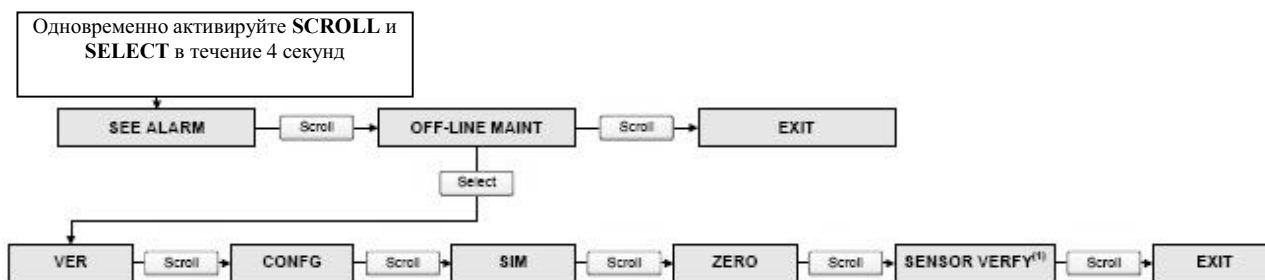 Одновременно активируйте SCROLL и
SELECT в течение 4 секунд
SEE ALARM Scroll OFF-LINE MAINT Scroll EXIT
Select
VER Scroll CONFG Scroll SIM Scroll ZERO Scroll SENSOR VERFY(1) Scroll EXIT